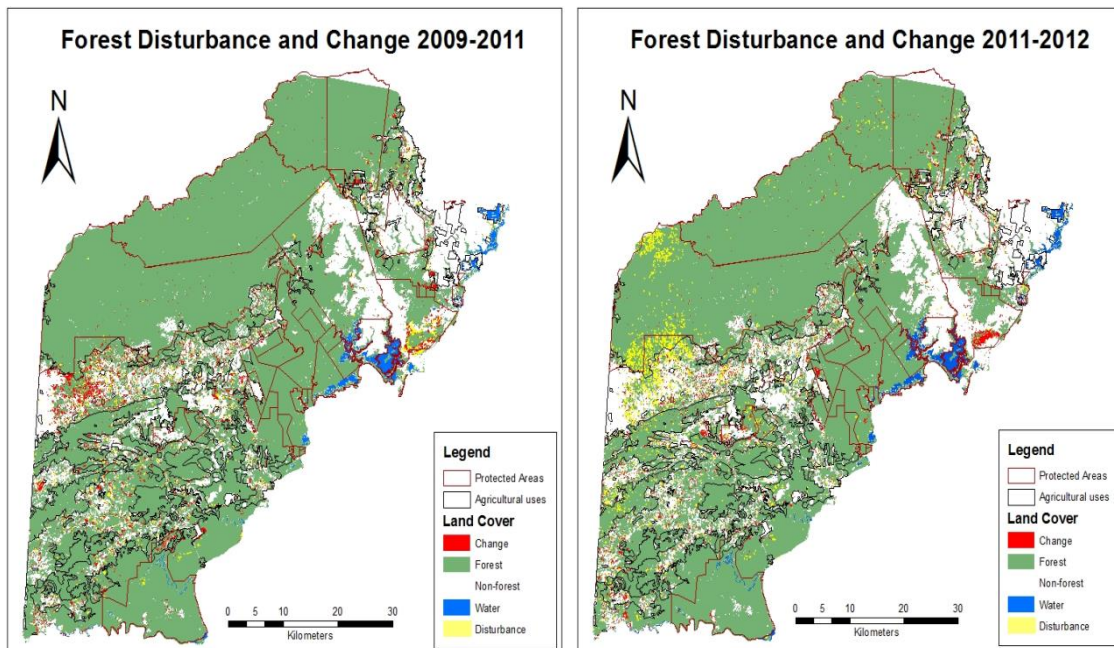 Forest Disturbance and Change 2009-2011
N
Legend
Protected Areas
Agricultural uses
Land Cover
Change
Forest
Non-forest
Water
Disturbance
0 5 10 20 30
Kilometers
Forest Disturbance and Change 2011-2012
N
Legend
Protected Areas
Agricultural uses
Land Cover
Change
Forest
Non-forest
Water
Disturbance
0 5 10 20 30
Kilometers